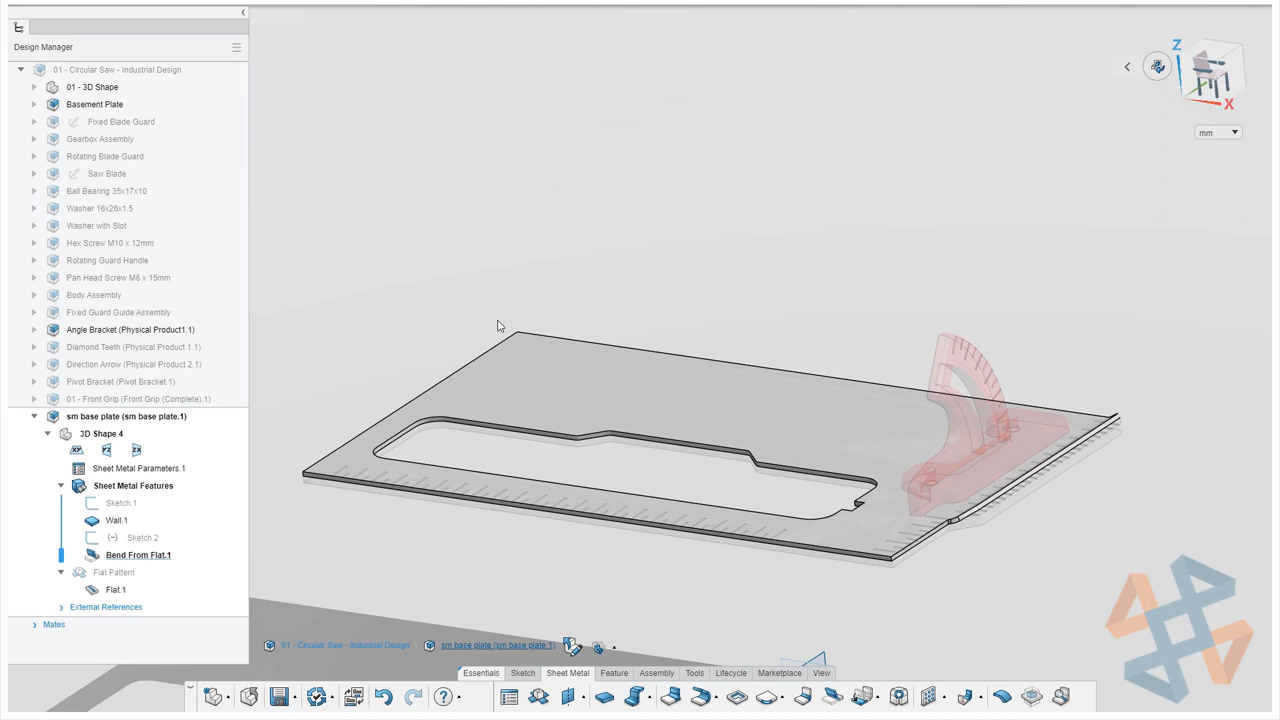 Design Manager
01 - Circular Saw - Industrial Design
01 - 3D Shape
Basement Plate
Fixed Blade Guard
Gearbox Assembly
Rotating Blade Guard
Saw Blade
Ball Bearing 35x17x10
Washer 16x26x1.5
Washer with Slot
Hex Screw M10 x 12mm
Rotating Guard Handle
Pan Head Screw M6 x 15mm
Body Assembly
Fixed Guard Guide Assembly
Angle Bracket (Physical Product1.1)
Diamond Teeth (Physical Product 1.1)
Direction Arrow (Physical Product 2.1)
Pivot Bracket (Pivot Bracket.1)
01 - Front Grip (Front Grip (Complete).1)
sm base plate (sm base plate.1)
3D Shape 4
XY YZ ZX
Sheet Metal Parameters.1
Sheet Metal Features
Sketch.1
Wall.1
(-) Sketch.2
Bend From Flat.1
Flat Pattern
Flat.1
External References
Mates
Z
X
mm
01 - Circular Saw - Industrial Design
sm base plate (sm base plate.1)
Essentials Sketch Sheet Metal Feature Assembly Tools Lifecycle Marketplace View